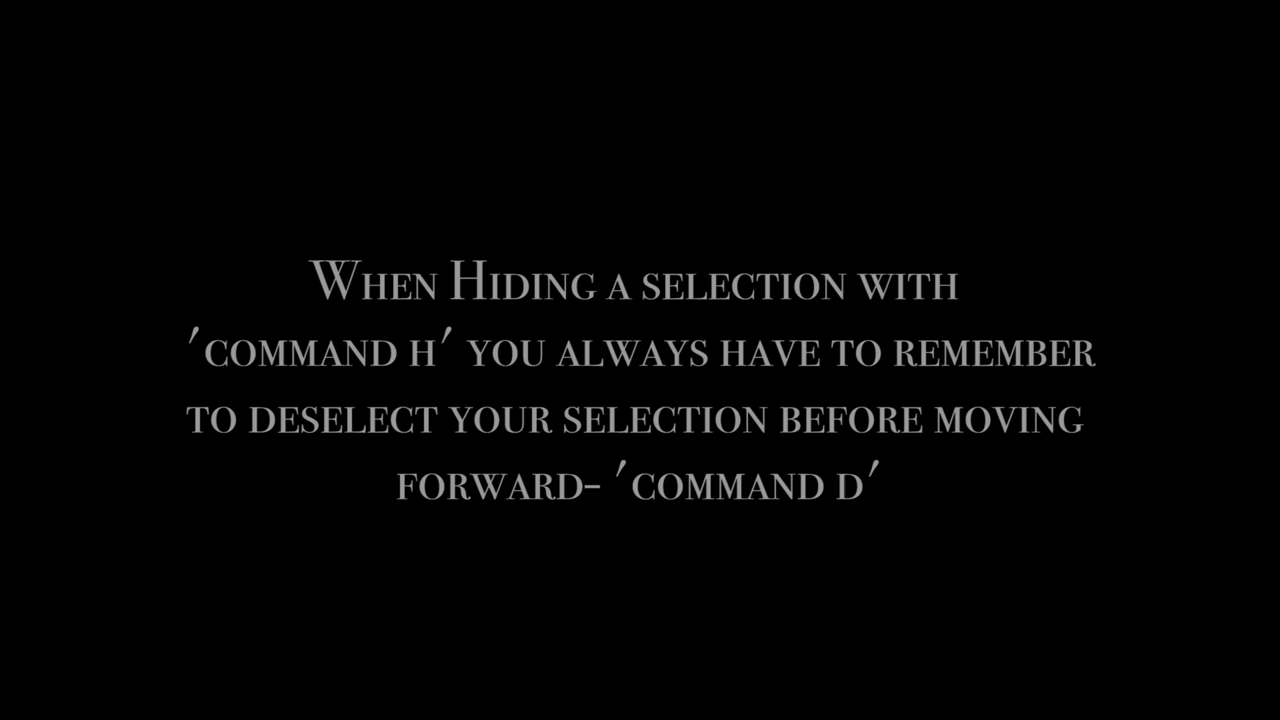 When Hiding a selection with
'command h' you always have to remember
to deselect your selection before moving
forward- 'command d'